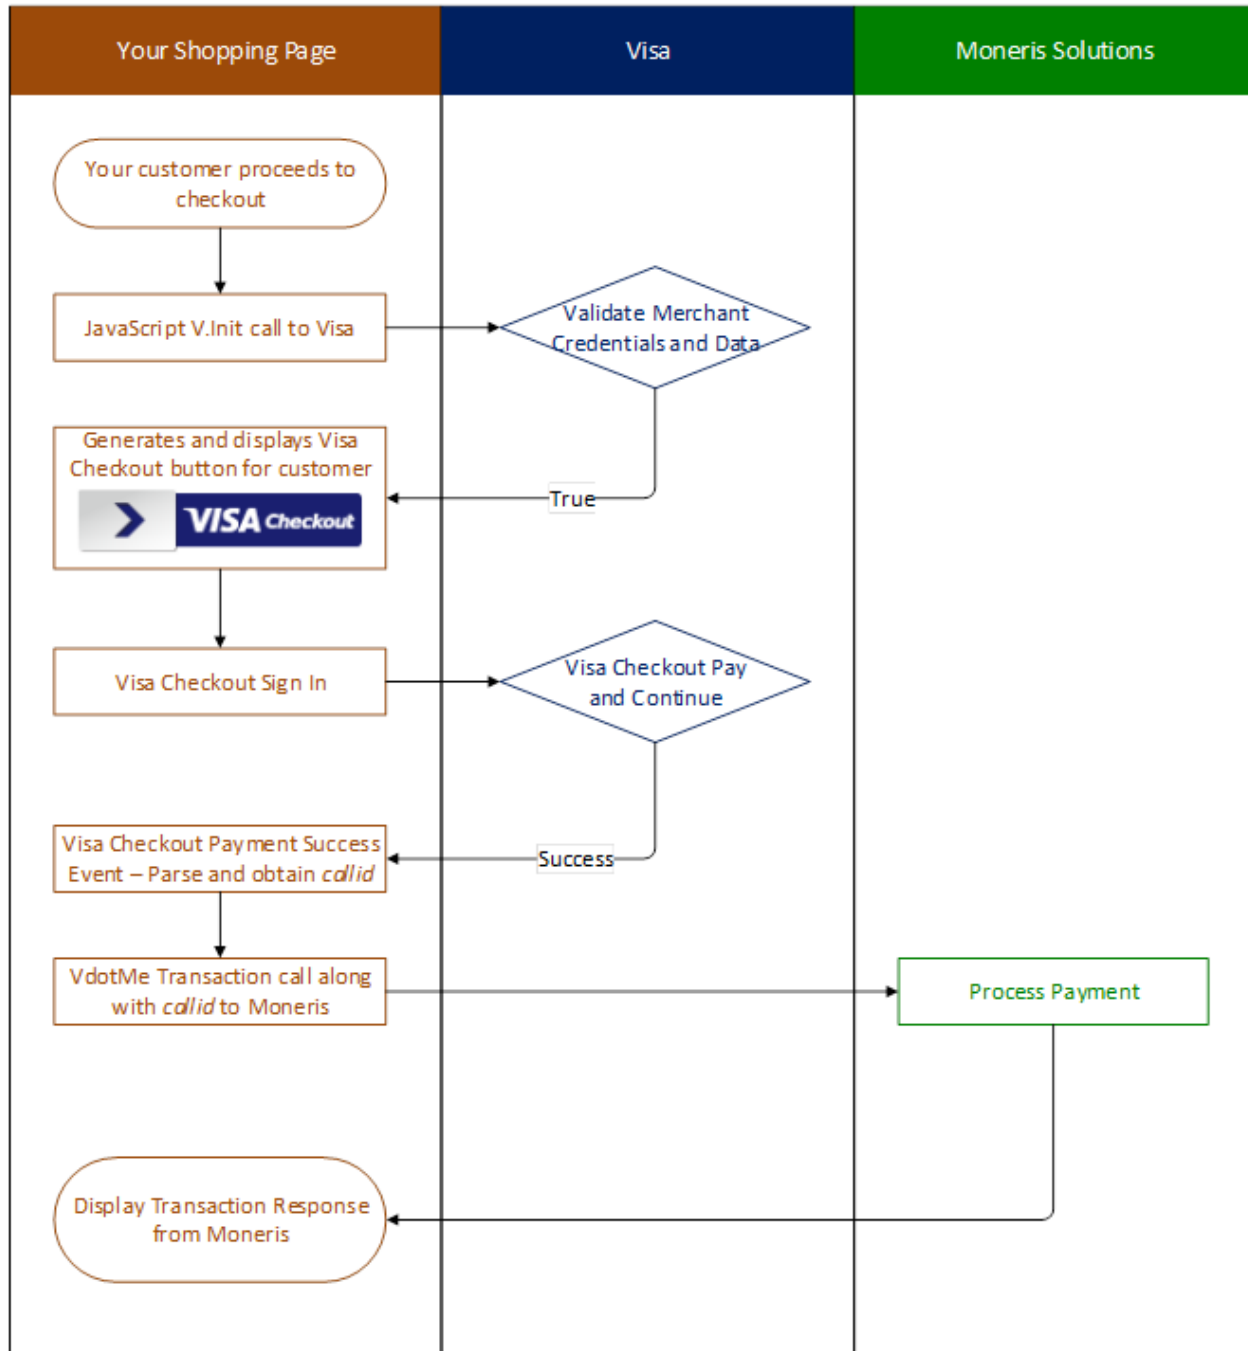 Your Shopping Page
Visa
Moneris Solutions
Your customer proceeds to
checkout
JavaScript V.Init call to Visa
Validate Merchant
Credentials and Data
Generates and displays Visa
Checkout button for customer
VISA Checkout
True
Visa Checkout Sign In
Visa Checkout Pay
and Continue
Visa Checkout Payment Success
Event – Parse and obtain callid
Success
VdotMe Transaction call along
with callid to Moneris
Process Payment
Display Transaction Response
from Moneris